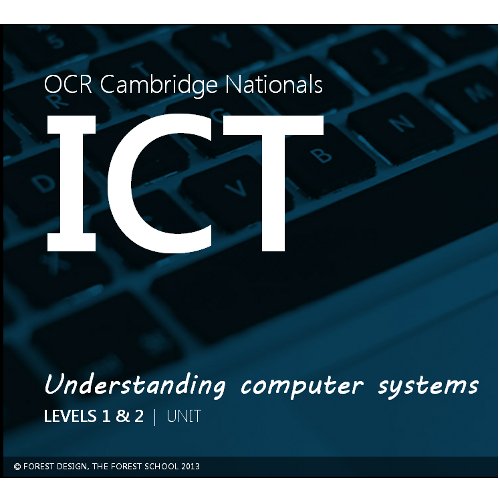 OCR Cambridge Nationals
ICT
Understanding computer systems
LEVELS 1 & 2 | UNIT
© FOREST DESIGN, THE FOREST SCHOOL 2013